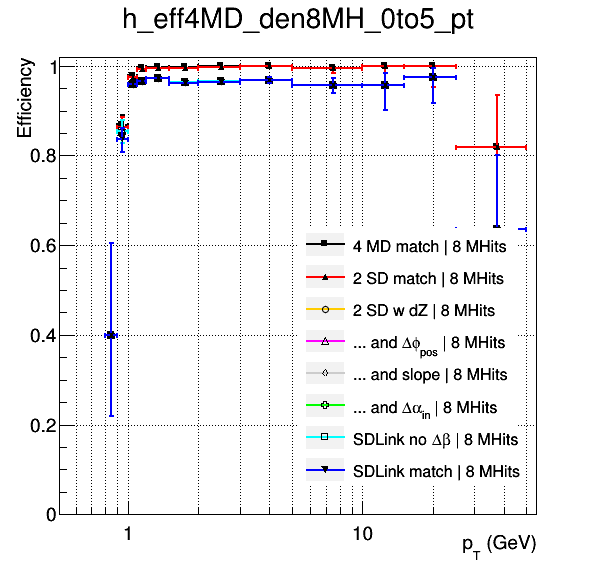 h_eff4MD_den8MH_0to5_pt
Efficiency
1
0.8
0.6
0.4
0.2
0
4 MD match | 8 MHits
2 SD match | 8 MHits
2 SD w dZ | 8 MHits
... and Δϕpos | 8 MHits
... and slope | 8 MHits
... and Δαin | 8 MHits
SDLink no Δβ | 8 MHits
SDLink match | 8 MHits
1
10
pT (GeV)